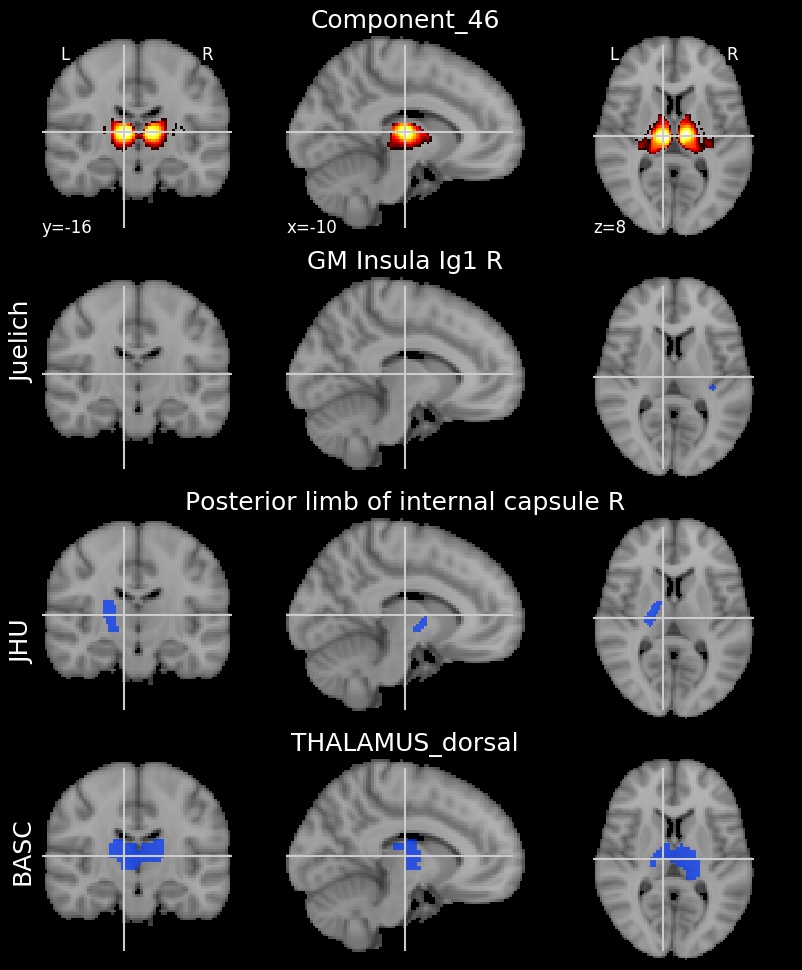 Component_46
L R
L R
y=-16
x=-10
z=8
GM Insula Ig1 R
Juelich
Posterior limb of internal capsule R
JHU
THALAMUS_dorsal
BASC